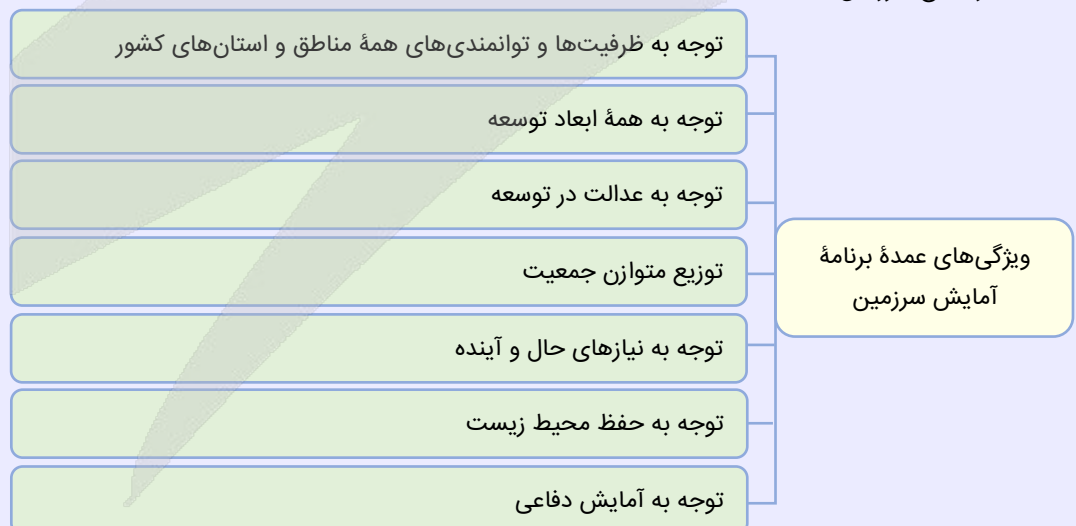 ویژگی‌های عمدهٔ برنامهٔ
آمایش سرزمین
توجه به ظرفیت‌ها و توانمندی‌های همهٔ مناطق و استان‌های کشور
توجه به همهٔ ابعاد توسعه
توجه به عدالت در توسعه
توزیع متوازن جمعیت
توجه به نیازهای حال و آینده
توجه به حفظ محیط زیست
توجه به آمایش دفاعی